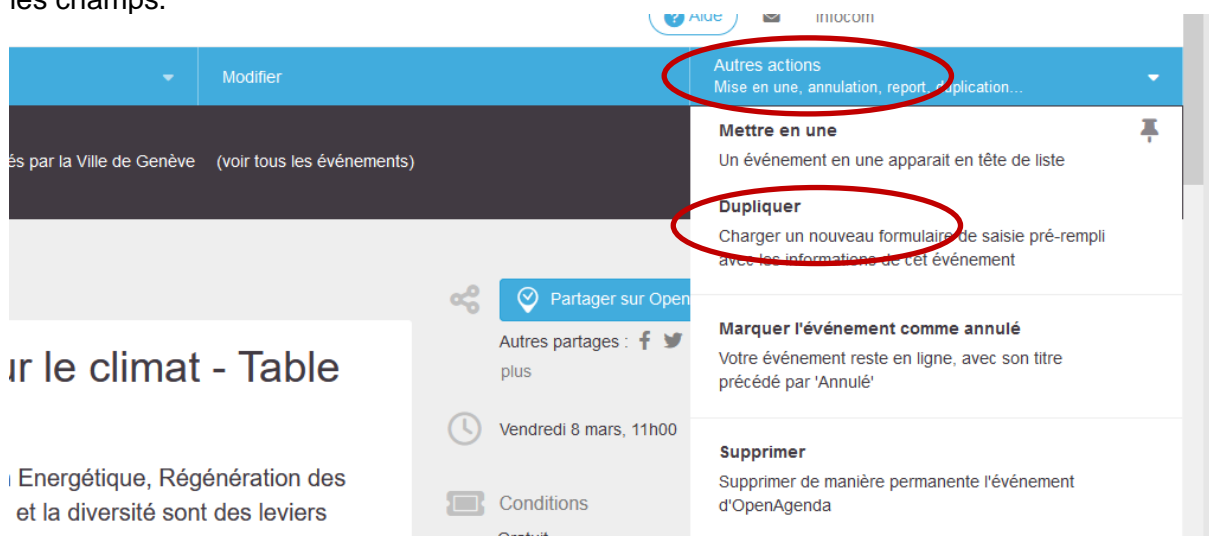 les champs.
Aide
infocom
Modifier
Autres actions
Mise en une, annulation, report, duplication...
Mettre en une
és par la Ville de Genève (voir tous les événements)
Un événement en une apparait en tête de liste
Dupliquer
Charger un nouveau formulaire de saisie pré-rempli
avec les informations de cet événement
Partager sur Open
Autres partages :
plus
Marquer l'événement comme annulé
Votre événement reste en ligne, avec son titre
précédé par 'Annulé'
ur le climat - Table
Vendredi 8 mars, 11h00
Supprimer
Supprimer de manière permanente l'événement
d'OpenAgenda
Energétique, Régénération des
et la diversité sont des leviers
Conditions
Gratuit